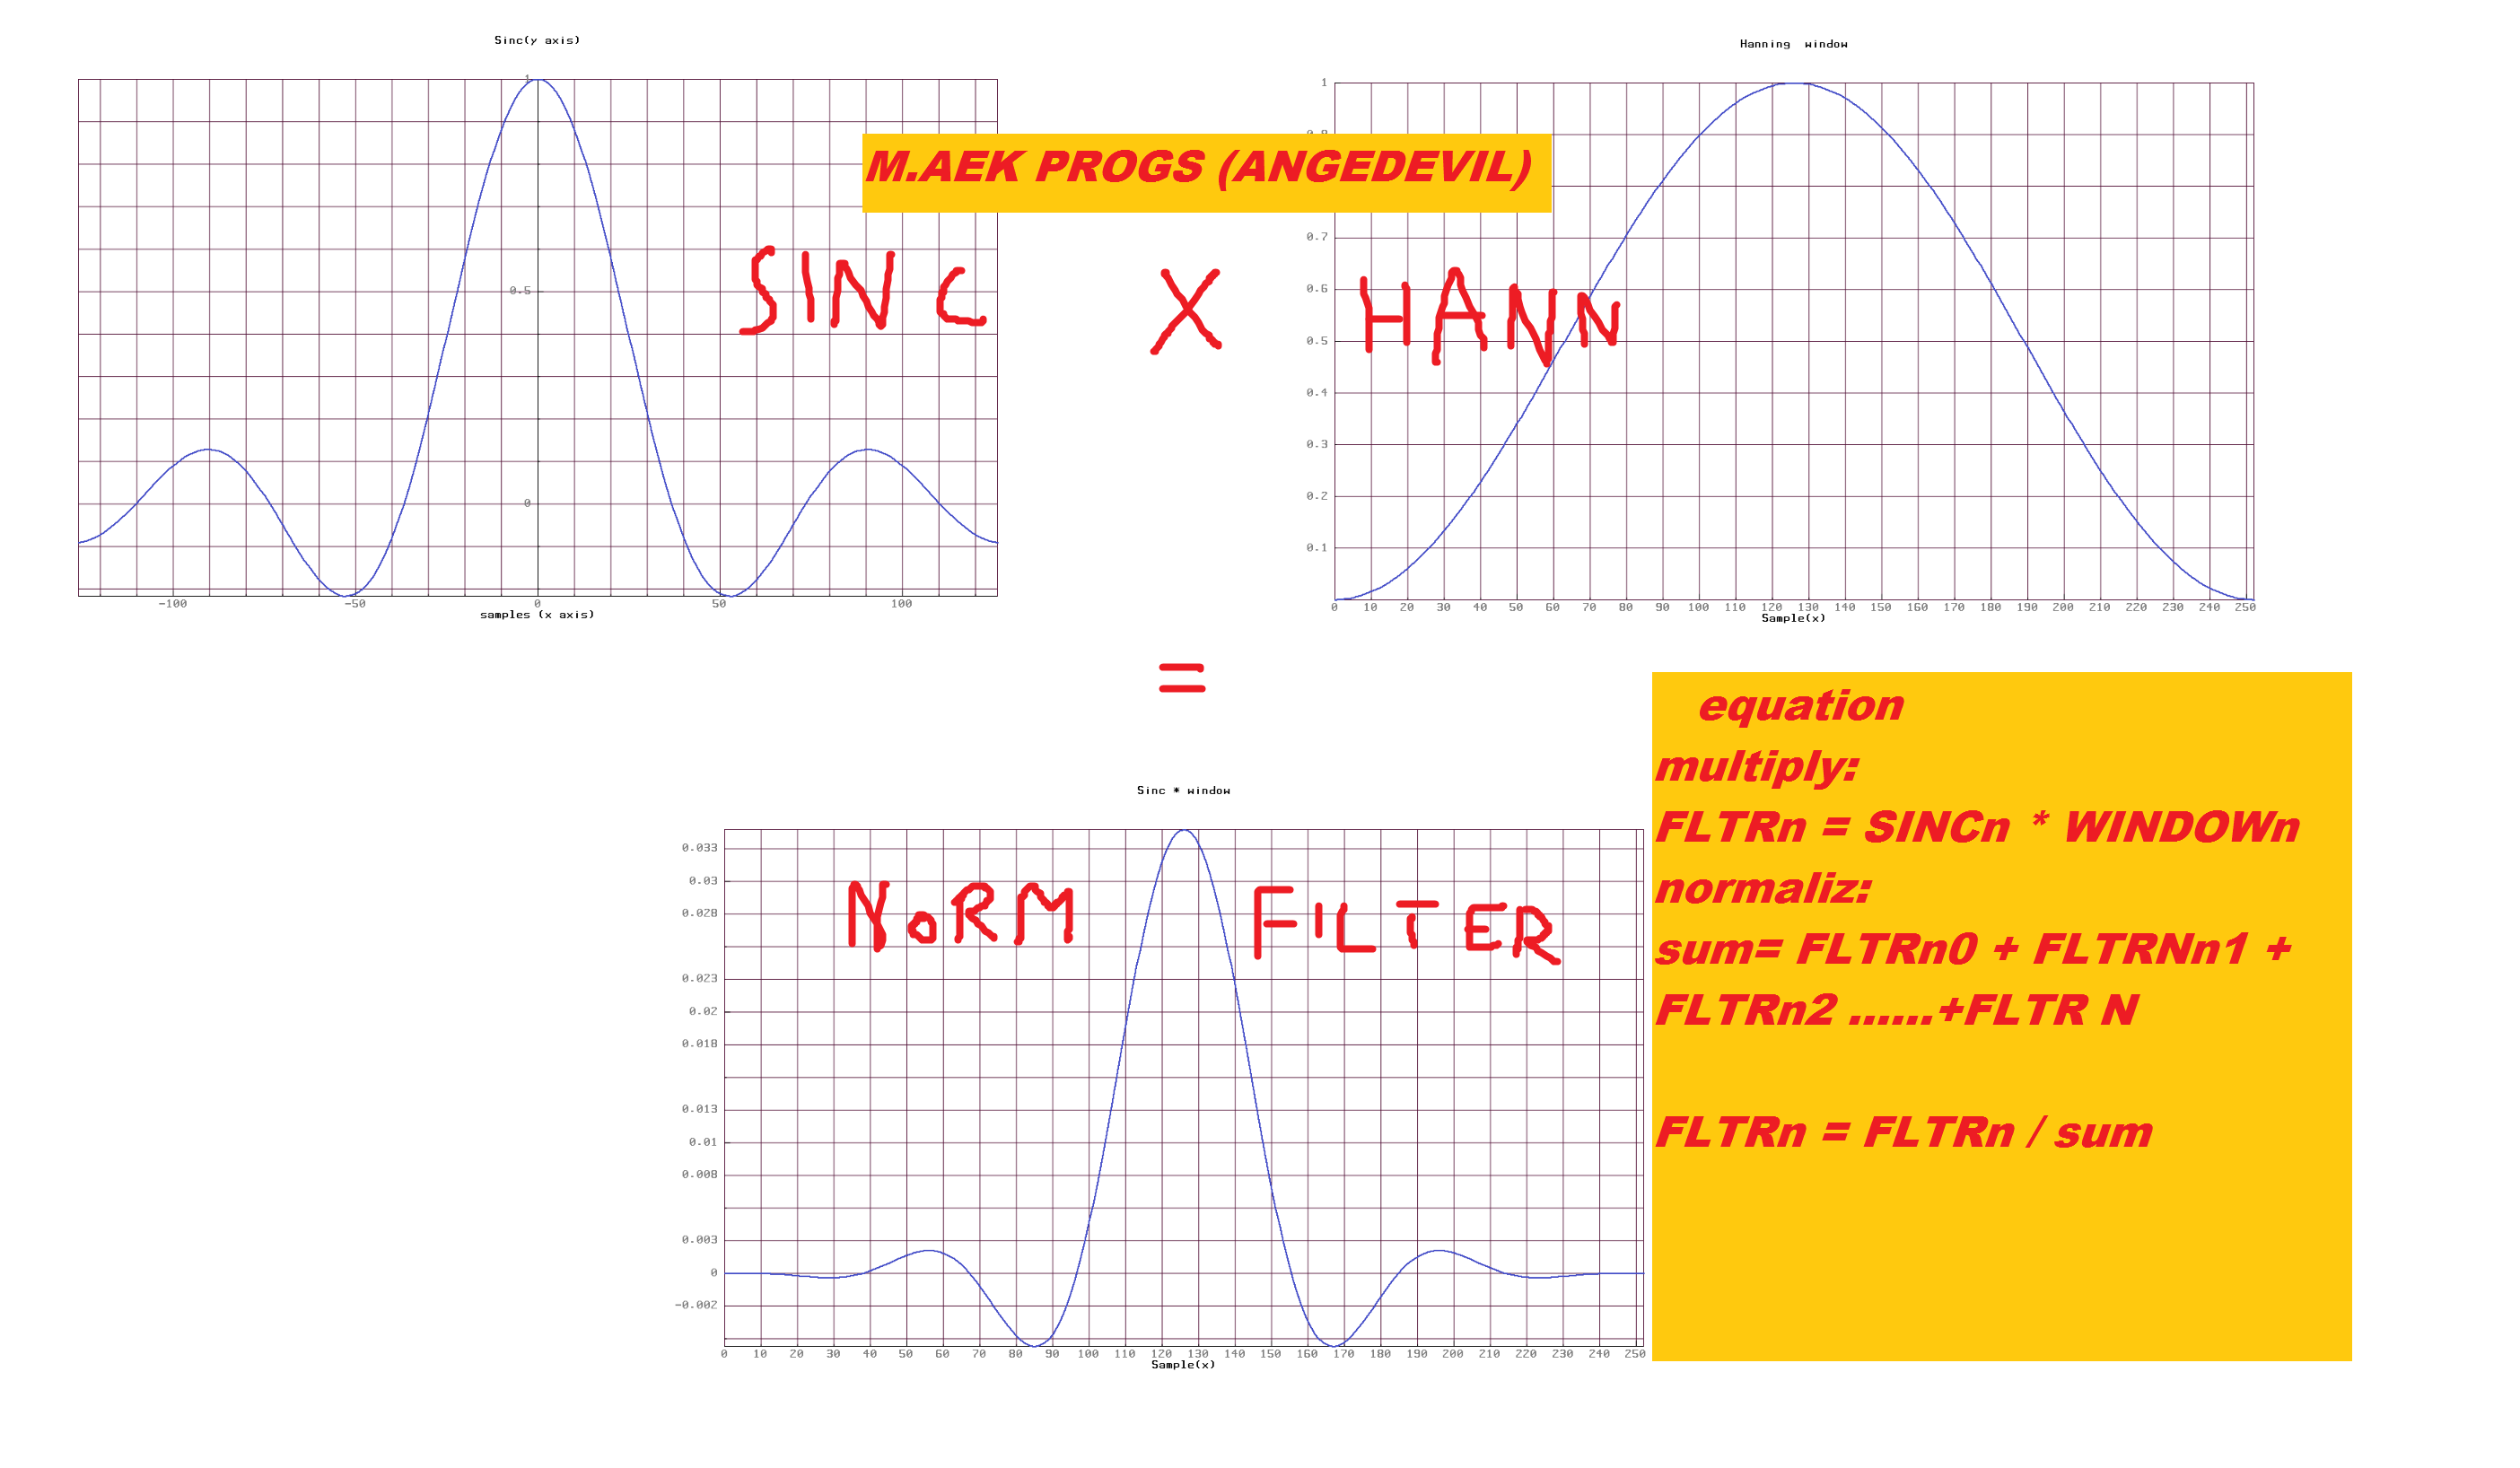 Sinc(y axis)
1
0.5
0
-100 -50 0 50 100
samples (x axis)
Hanning window
1
0.7
0.6
0.5
0.4
0.3
0.2
0.1
0 10 20 30 40 50 60 70 80 90 100 110 120 130 140 150 160 170 180 190 200 210 220 230 240 250
Sample(x)
M.AEK PROGS (ANGEDEVIL)
SINC X HANN
=
Sinc * window
0.033
0.03
0.028
0.023
0.02
0.018
0.013
0.01
0.008
0.003
0
-0.002
0 10 20 30 40 50 60 70 80 90 100 110 120 130 140 150 160 170 180 190 200 210 220 230 240 250
Sample(x)
NoRM FILTER
equation
multiply:
FLTRn = SINCn * WINDOWn
normaliz:
sum= FLTRn0 + FLTRNn1 +
FLTRn2 ......+FLTR N
FLTRn = FLTRn / sum